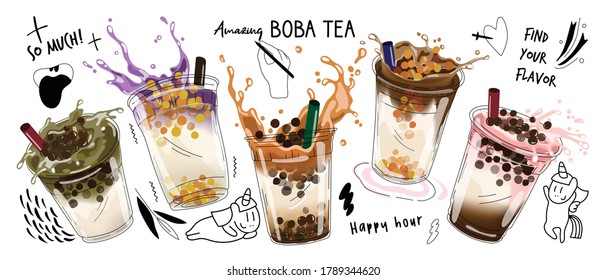 SO MUCH!
Amazing BOBA TEA
FIND
YOUR
FLAVOR
Happy hour
shutterstock.com · 1789344620